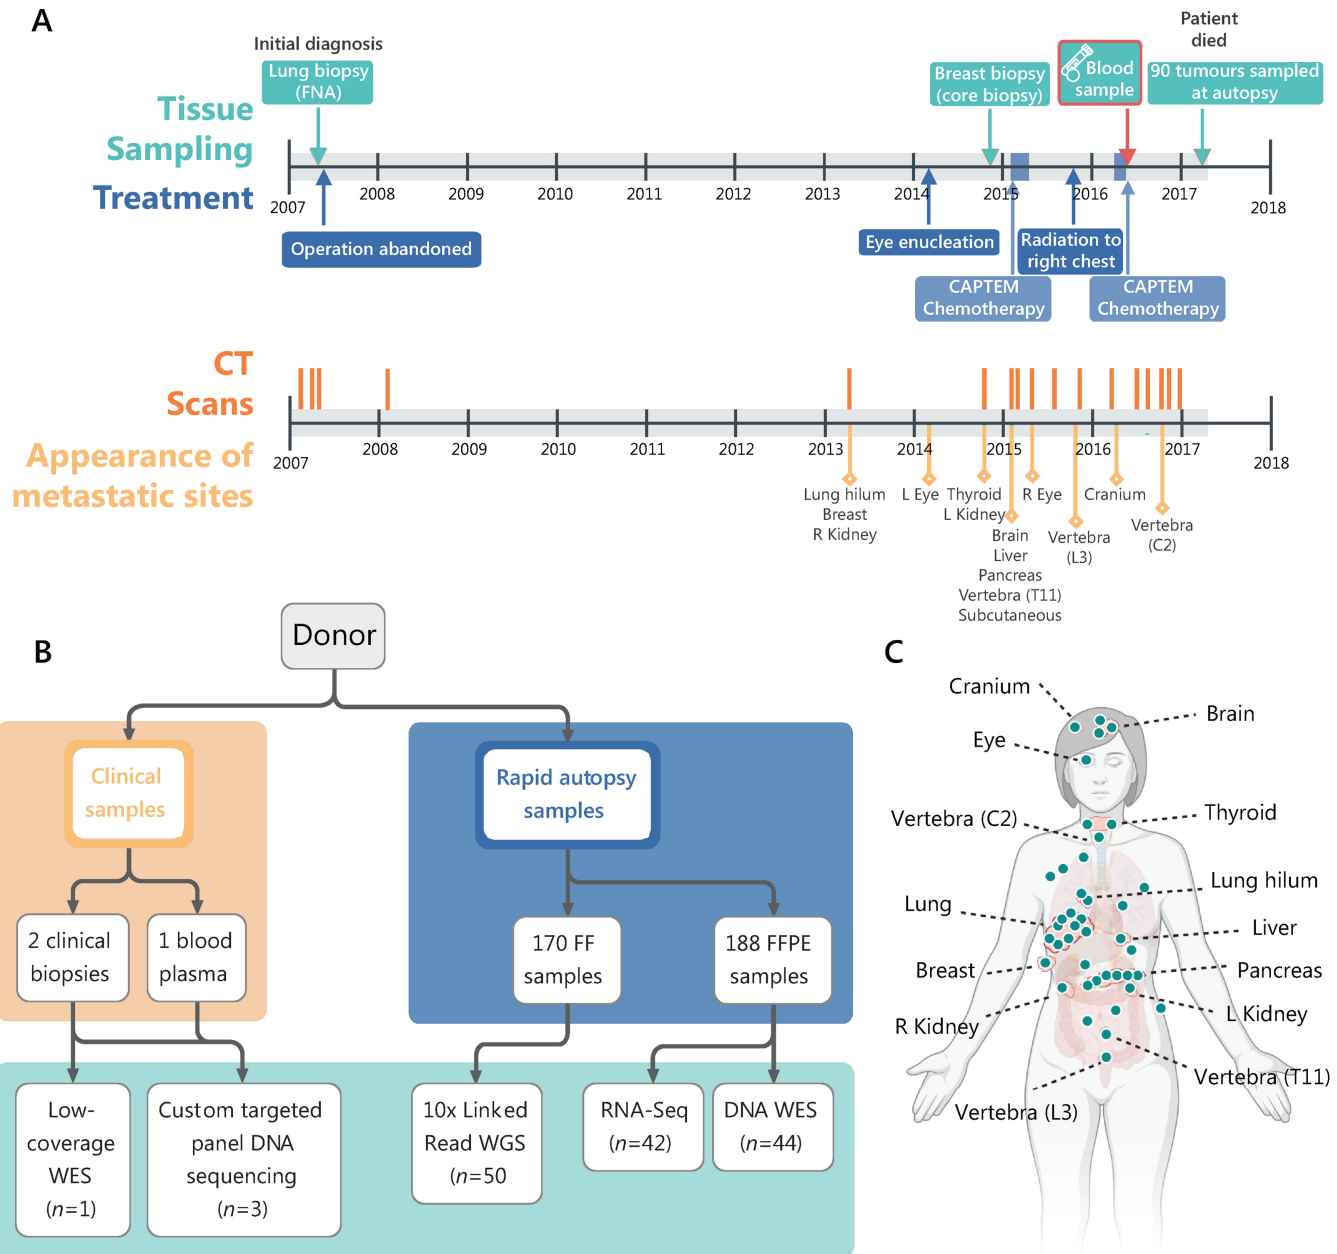 A
Initial diagnosis
Lung biopsy
(FNA)
Breast biopsy
(core biopsy)
Blood
sample
Patient
died
90 tumours sampled
at autopsy
Tissue
Sampling
Treatment
2007
2008
2009
2010
2011
2012
2013
2014
2015
2016
2017
2018
Operation abandoned
Eye enucleation
Radiation to
right chest
CAPTEM
Chemotherapy
CAPTEM
Chemotherapy
CT
Scans
Appearance of
metastatic sites
2007
2008
2009
2010
2011
2012
2013
2014
2015
2016
2017
2018
Lung hilum
Breast
R Kidney
L Eye
Thyroid
L Kidney
Brain
Liver
Pancreas
Vertebra (T11)
Subcutaneous
R Eye
Vertebra
(L3)
Cranium
Vertebra
(C2)
B
Donor
Clinical
samples
Rapid autopsy
samples
2 clinical
biopsies
1 blood
plasma
170 FF
samples
188 FFPE
samples
Low-
coverage
WES
(n=1)
Custom targeted
panel DNA
sequencing
(n=3)
10x Linked
Read WGS
(n=50
RNA-Seq
(n=42)
DNA WES
(n=44)
C
Cranium
Brain
Eye
Vertebra (C2)
Thyroid
Lung hilum
Lung
Liver
Breast
Pancreas
R Kidney
L Kidney
Vertebra (T11)
Vertebra (L3)